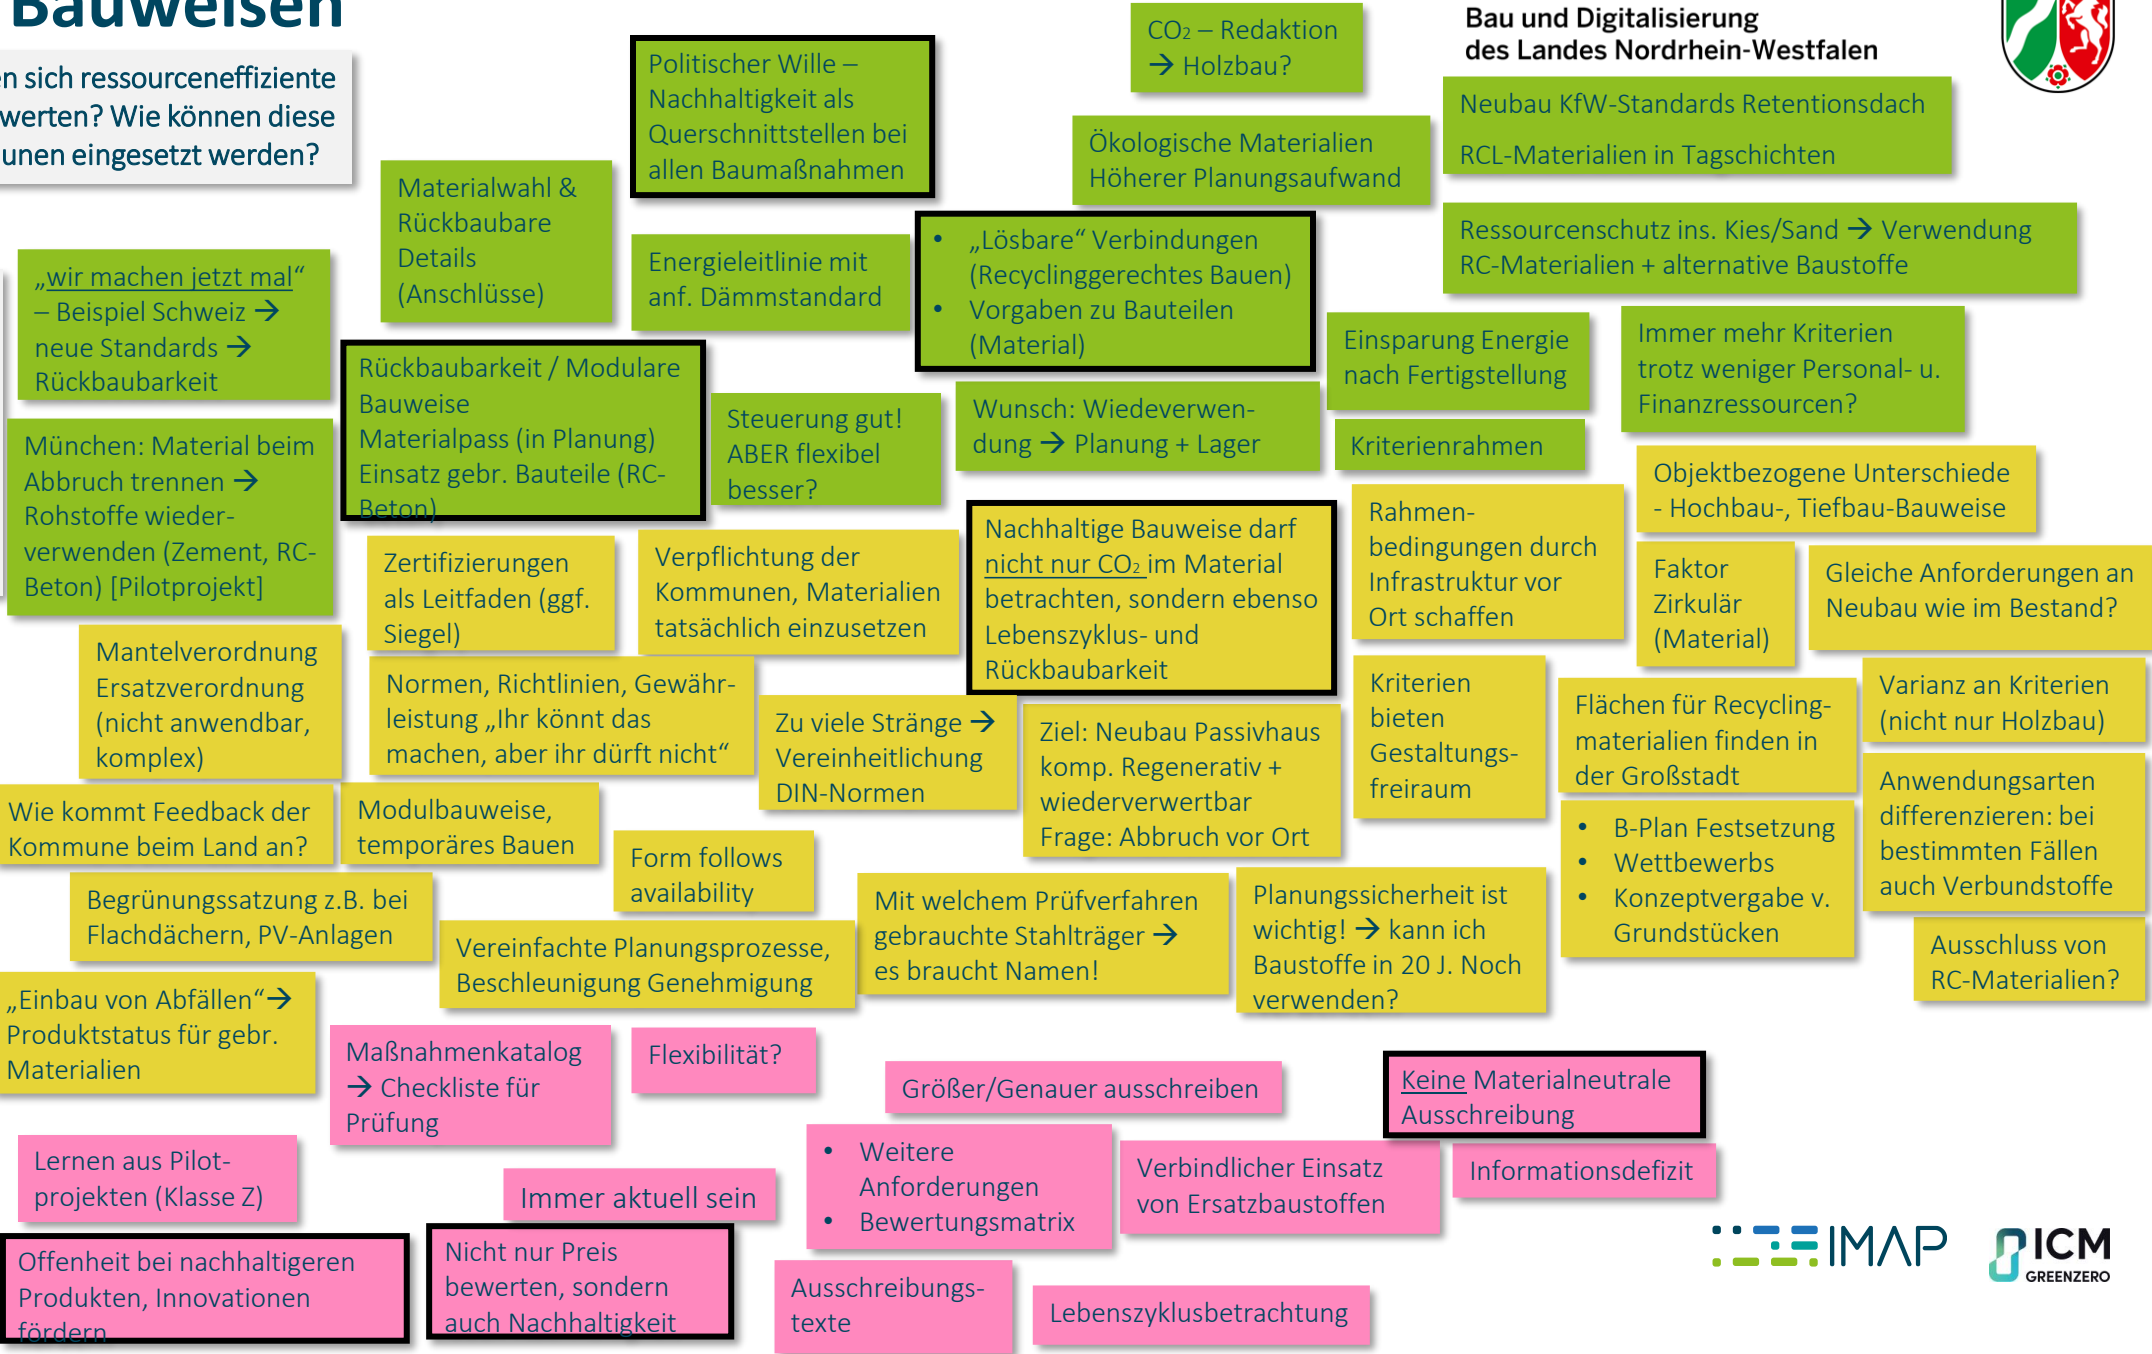 Bauweisen
en sich ressourceneffiziente
werten? Wie können diese
unen eingesetzt werden?
Bau und Digitalisierung
des Landes Nordrhein-Westfalen
CO₂ – Redaktion
→ Holzbau?
Politischer Wille –
Nachhaltigkeit als
Querschnittstellen bei
allen Baumaßnahmen
Neubau KfW-Standards Retentionsdach
RCL-Materialien in Tagschichten
Ökologische Materialien
Höherer Planungsaufwand
Materialwahl &
Rückbaubare
Details
(Anschlüsse)
Energieleitlinie mit
anf. Dämmstandard
• „Lösbare“ Verbindungen
(Recyclinggerechtes Bauen)
• Vorgaben zu Bauteilen
(Material)
Ressourcenschutz ins. Kies/Sand → Verwendung
RC-Materialien + alternative Baustoffe
„wir machen jetzt mal“
– Beispiel Schweiz →
neue Standards →
Rückbaubarkeit
Rückbaubarkeit / Modulare
Bauweise
Materialpass (in Planung)
Einsatz gebr. Bauteile (RC-
Beton)
Einsparung Energie
nach Fertigstellung
Immer mehr Kriterien
trotz weniger Personal- u.
Finanzressourcen?
Steuerung gut!
ABER flexibel
besser?
Wunsch: Wiedeverwen-
dung → Planung + Lager
Kriterienrahmen
München: Material beim
Abbruch trennen →
Rohstoffe wieder-
verwenden (Zement, RC-
Beton) [Pilotprojekt]
Objektbezogene Unterschiede
- Hochbau-, Tiefbau-Bauweise
Zertifizierungen
als Leitfaden (ggf.
Siegel)
Verpflichtung der
Kommunen, Materialien
tatsächlich einzusetzen
Nachhaltige Bauweise darf
nicht nur CO₂ im Material
betrachten, sondern ebenso
Lebenszyklus- und
Rückbaubarkeit
Rahmen-
bedingungen durch
Infrastruktur vor
Ort schaffen
Faktor
Zirkulär
(Material)
Gleiche Anforderungen an
Neubau wie im Bestand?
Mantelverordnung
Ersatzverordnung
(nicht anwendbar,
komplex)
Normen, Richtlinien, Gewähr-
leistung „Ihr könnt das
machen, aber ihr dürft nicht“
Zu viele Stränge →
Vereinheitlichung
DIN-Normen
Ziel: Neubau Passivhaus
komp. Regenerativ +
wiederverwertbar
Frage: Abbruch vor Ort
Kriterien
bieten
Gestaltungs-
freiraum
Flächen für Recycling-
materialien finden in
der Großstadt
Varianz an Kriterien
(nicht nur Holzbau)
Wie kommt Feedback der
Kommune beim Land an?
Modulbauweise,
temporäres Bauen
Form follows
availability
• B-Plan Festsetzung
• Wettbewerbs
• Konzeptvergabe v.
Grundstücken
Anwendungsarten
differenzieren: bei
bestimmten Fällen
auch Verbundstoffe
Begrünungssatzung z.B. bei
Flachdächern, PV-Anlagen
Vereinfachte Planungsprozesse,
Beschleunigung Genehmigung
Mit welchem Prüfverfahren
gebrauchte Stahlträger →
es braucht Namen!
Planungssicherheit ist
wichtig! → kann ich
Baustoffe in 20 J. Noch
verwenden?
Ausschluss von
RC-Materialien?
„Einbau von Abfällen“→
Produktstatus für gebr.
Materialien
Maßnahmenkatalog
→ Checkliste für
Prüfung
Flexibilität?
Größer/Genauer ausschreiben
Keine Materialneutrale
Ausschreibung
Lernen aus Pilot-
projekten (Klasse Z)
Immer aktuell sein
• Weitere
Anforderungen
• Bewertungsmatrix
Verbindlicher Einsatz
von Ersatzbaustoffen
Informationsdefizit
Offenheit bei nachhaltigeren
Produkten, Innovationen
fördern
Nicht nur Preis
bewerten, sondern
auch Nachhaltigkeit
Ausschreibungs-
texte
Lebenszyklusbetrachtung
IMAP
ICM
GREENZERO